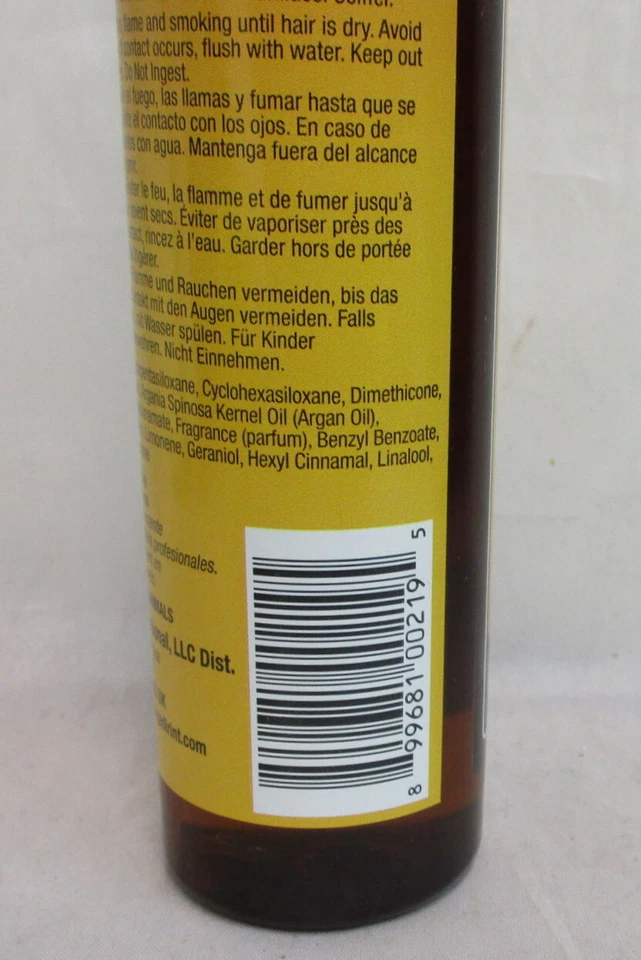 flame and smoking until hair is dry. Avoid
contact occurs, flush with water. Keep out
Do Not Ingest.
el fuego, las llamas y fumar hasta que se
el contacto con los ojos. En caso de
con agua. Mantenga fuera del alcance
le feu, la flamme et de fumer jusqu'à
secs. Éviter de vaporiser près des
rincez à l'eau. Garder hors de portée
ingérer.
und Rauchen vermeiden, bis das
mit den Augen vermeiden. Falls
Wasser spülen. Für Kinder
Nicht Einnehmen.
Cyclohexasiloxane, Dimethicone,
Argania Spinosa Kernel Oil (Argan Oil),
Fragrance (parfum), Benzyl Benzoate,
Limonene, Geraniol, Hexyl Cinnamal, Linalool,
profesionales.
LLC Dist.
UK
8 99681 00219 5